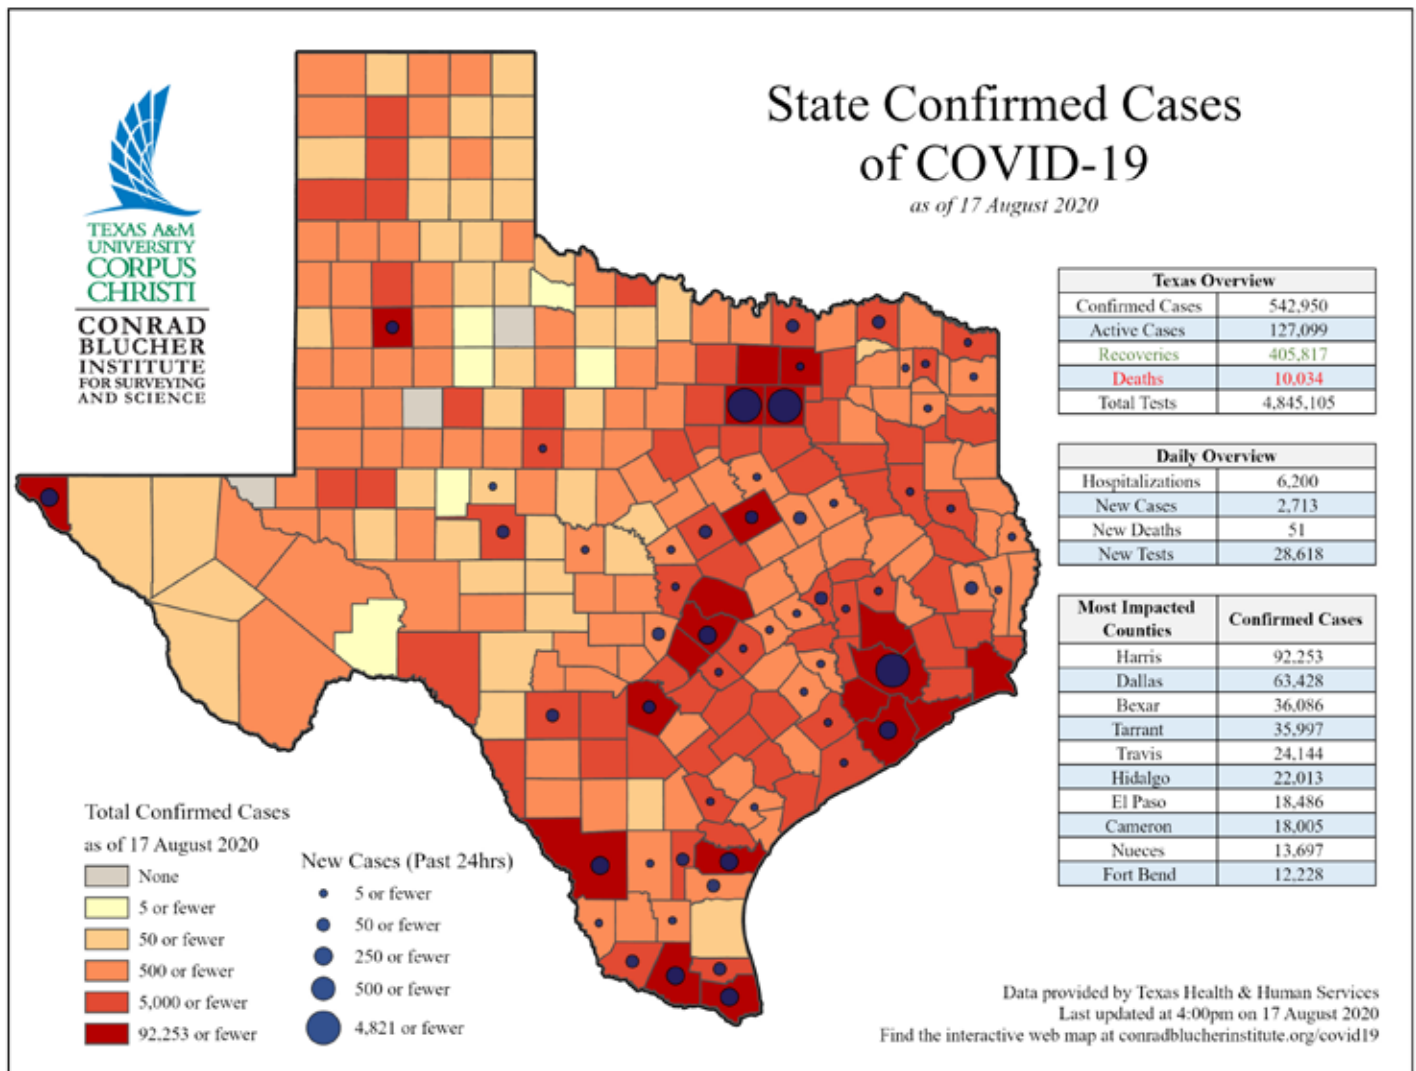 State Confirmed Cases
of COVID-19
as of 17 August 2020
TEXAS A&M
UNIVERSITY
CORPUS
CHRISTI
CONRAD
BLUCHER
INSTITUTE
FOR SURVEYING
AND SCIENCE
Texas Overview
Confirmed Cases 542,950
Active Cases 127,099
Recoveries 405,817
Deaths 10,034
Total Tests 4,845,105
Daily Overview
Hospitalizations 6,200
New Cases 2,713
New Deaths 51
New Tests 28,618
Most Impacted
Counties Confirmed Cases
Harris 92,253
Dallas 63,428
Bexar 36,086
Tarrant 35,997
Travis 24,144
Hidalgo 22,013
El Paso 18,486
Cameron 18,005
Nueces 13,697
Fort Bend 12,228
Total Confirmed Cases
as of 17 August 2020
None
5 or fewer
50 or fewer
500 or fewer
5,000 or fewer
92,253 or fewer
New Cases (Past 24hrs)
5 or fewer
50 or fewer
250 or fewer
500 or fewer
4,821 or fewer
Data provided by Texas Health & Human Services
Last updated at 4:00pm on 17 August 2020
Find the interactive web map at conradblucherinstitute.org/covid19